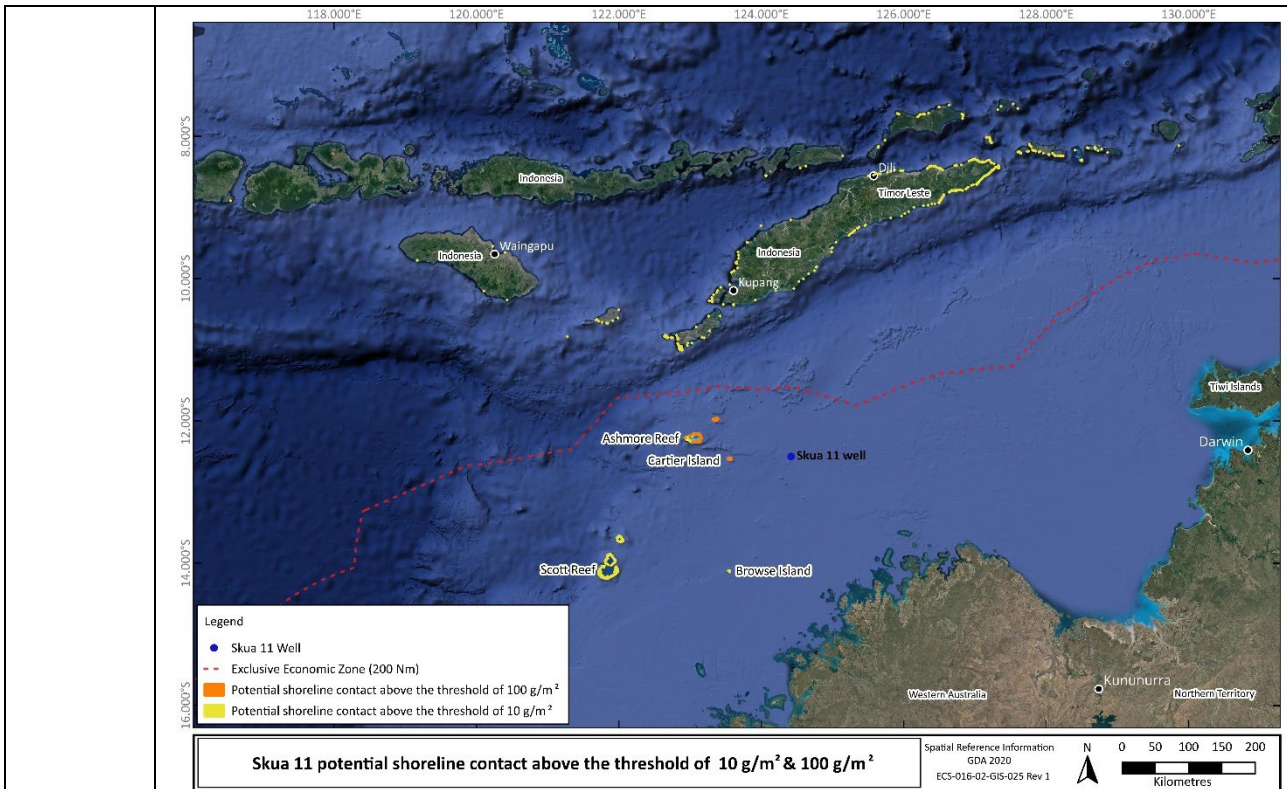 118.000°E 120.000°E 122.000°E 124.000°E 126.000°E 128.000°E 130.000°E
8.000°S
10.000°S
12.000°S
14.000°S
16.000°S
Indonesia
Dili
Timor Leste
Waingapu
Indonesia
Indonesia
Kupang
Tiwi Islands
Ashmore Reef
Darwin
Cartier Island
Skua 11 well
Scott Reef
Browse Island
Kununurra
Western Australia
Northern Territory
Legend
Skua 11 Well
Exclusive Economic Zone (200 Nm)
Potential shoreline contact above the threshold of 100 g/m²
Potential shoreline contact above the threshold of 10 g/m²
Skua 11 potential shoreline contact above the threshold of 10 g/m² & 100 g/m²
Spatial Reference Information
GDA 2020
ECS-016-02-GIS-025 Rev 1
N
0 50 100 150 200
Kilometres